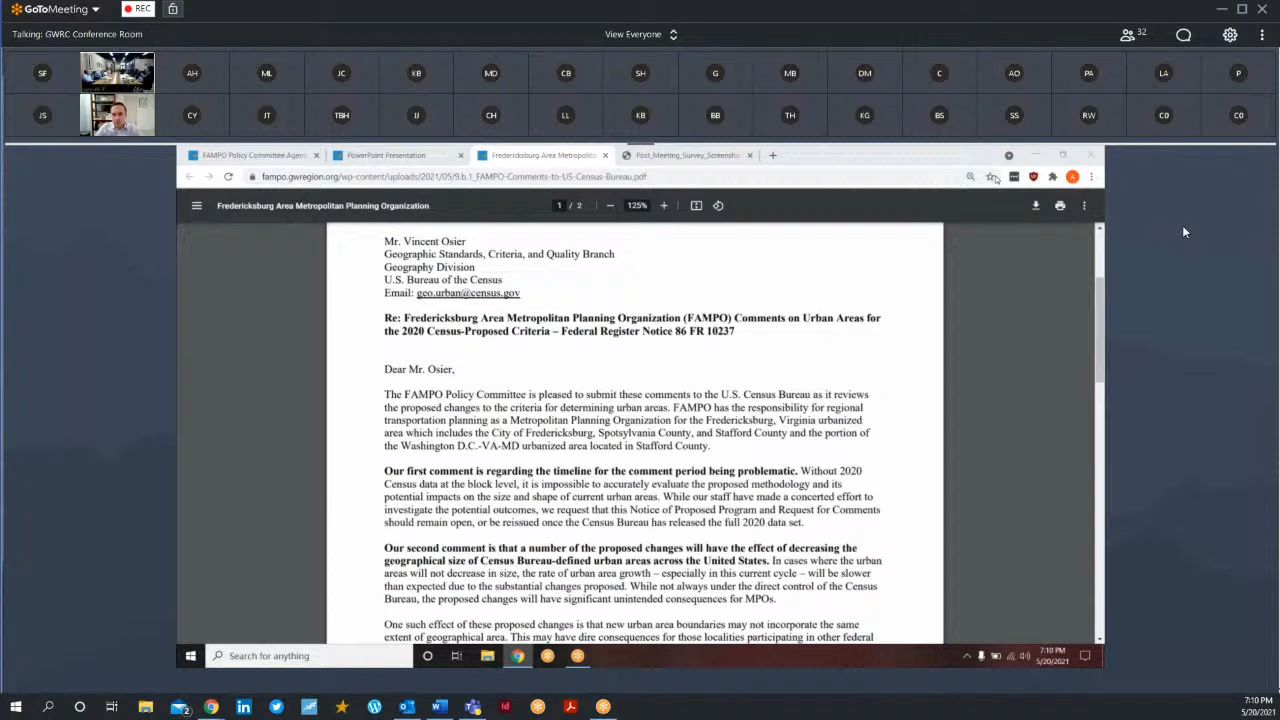 GoToMeeting
REC
Talking: GWRC Conference Room
View Everyone
32
SF AH ML JC KB MD CB SH G MB DM C AO PA LA P
JS CY JT TBH JJ CH LL KB BB TH KG BS SS RW C0 C0
FAMPO Policy Committee Agen
PowerPoint Presentation
Fredericksburg Area Metropolit
Post_Meeting_Survey_Screensho
fampo.gwregion.org/wp-content/uploads/2021/05/9.b.1_FAMPO-Comments-to-US-Census-Bureau.pdf
A
Fredericksburg Area Metropolitan Planning Organization
1 / 2
125%
Mr. Vincent Osier
Geographic Standards, Criteria, and Quality Branch
Geography Division
U.S. Bureau of the Census
Email: geo.urban@census.gov
Re: Fredericksburg Area Metropolitan Planning Organization (FAMPO) Comments on Urban Areas for
the 2020 Census-Proposed Criteria – Federal Register Notice 86 FR 10237
Dear Mr. Osier,
The FAMPO Policy Committee is pleased to submit these comments to the U.S. Census Bureau as it reviews
the proposed changes to the criteria for determining urban areas. FAMPO has the responsibility for regional
transportation planning as a Metropolitan Planning Organization for the Fredericksburg, Virginia urbanized
area which includes the City of Fredericksburg, Spotsylvania County, and Stafford County and the portion of
the Washington D.C.-VA-MD urbanized area located in Stafford County.
Our first comment is regarding the timeline for the comment period being problematic. Without 2020
Census data at the block level, it is impossible to accurately evaluate the proposed methodology and its
potential impacts on the size and shape of current urban areas. While our staff have made a concerted effort to
investigate the potential outcomes, we request that this Notice of Proposed Program and Request for Comments
should remain open, or be reissued once the Census Bureau has released the full 2020 data set.
Our second comment is that a number of the proposed changes will have the effect of decreasing the
geographical size of Census Bureau-defined urban areas across the United States. In cases where the urban
areas will not decrease in size, the rate of urban area growth – especially in this current cycle – will be slower
than expected due to the substantial changes proposed. While not always under the direct control of the Census
Bureau, the proposed changes will have significant unintended consequences for MPOs.
One such effect of these proposed changes is that new urban area boundaries may not incorporate the same
extent of geographical area. This may have dire consequences for those localities participating in other federal
Search for anything
7:10 PM
5/20/2021
7:10 PM
5/20/2021